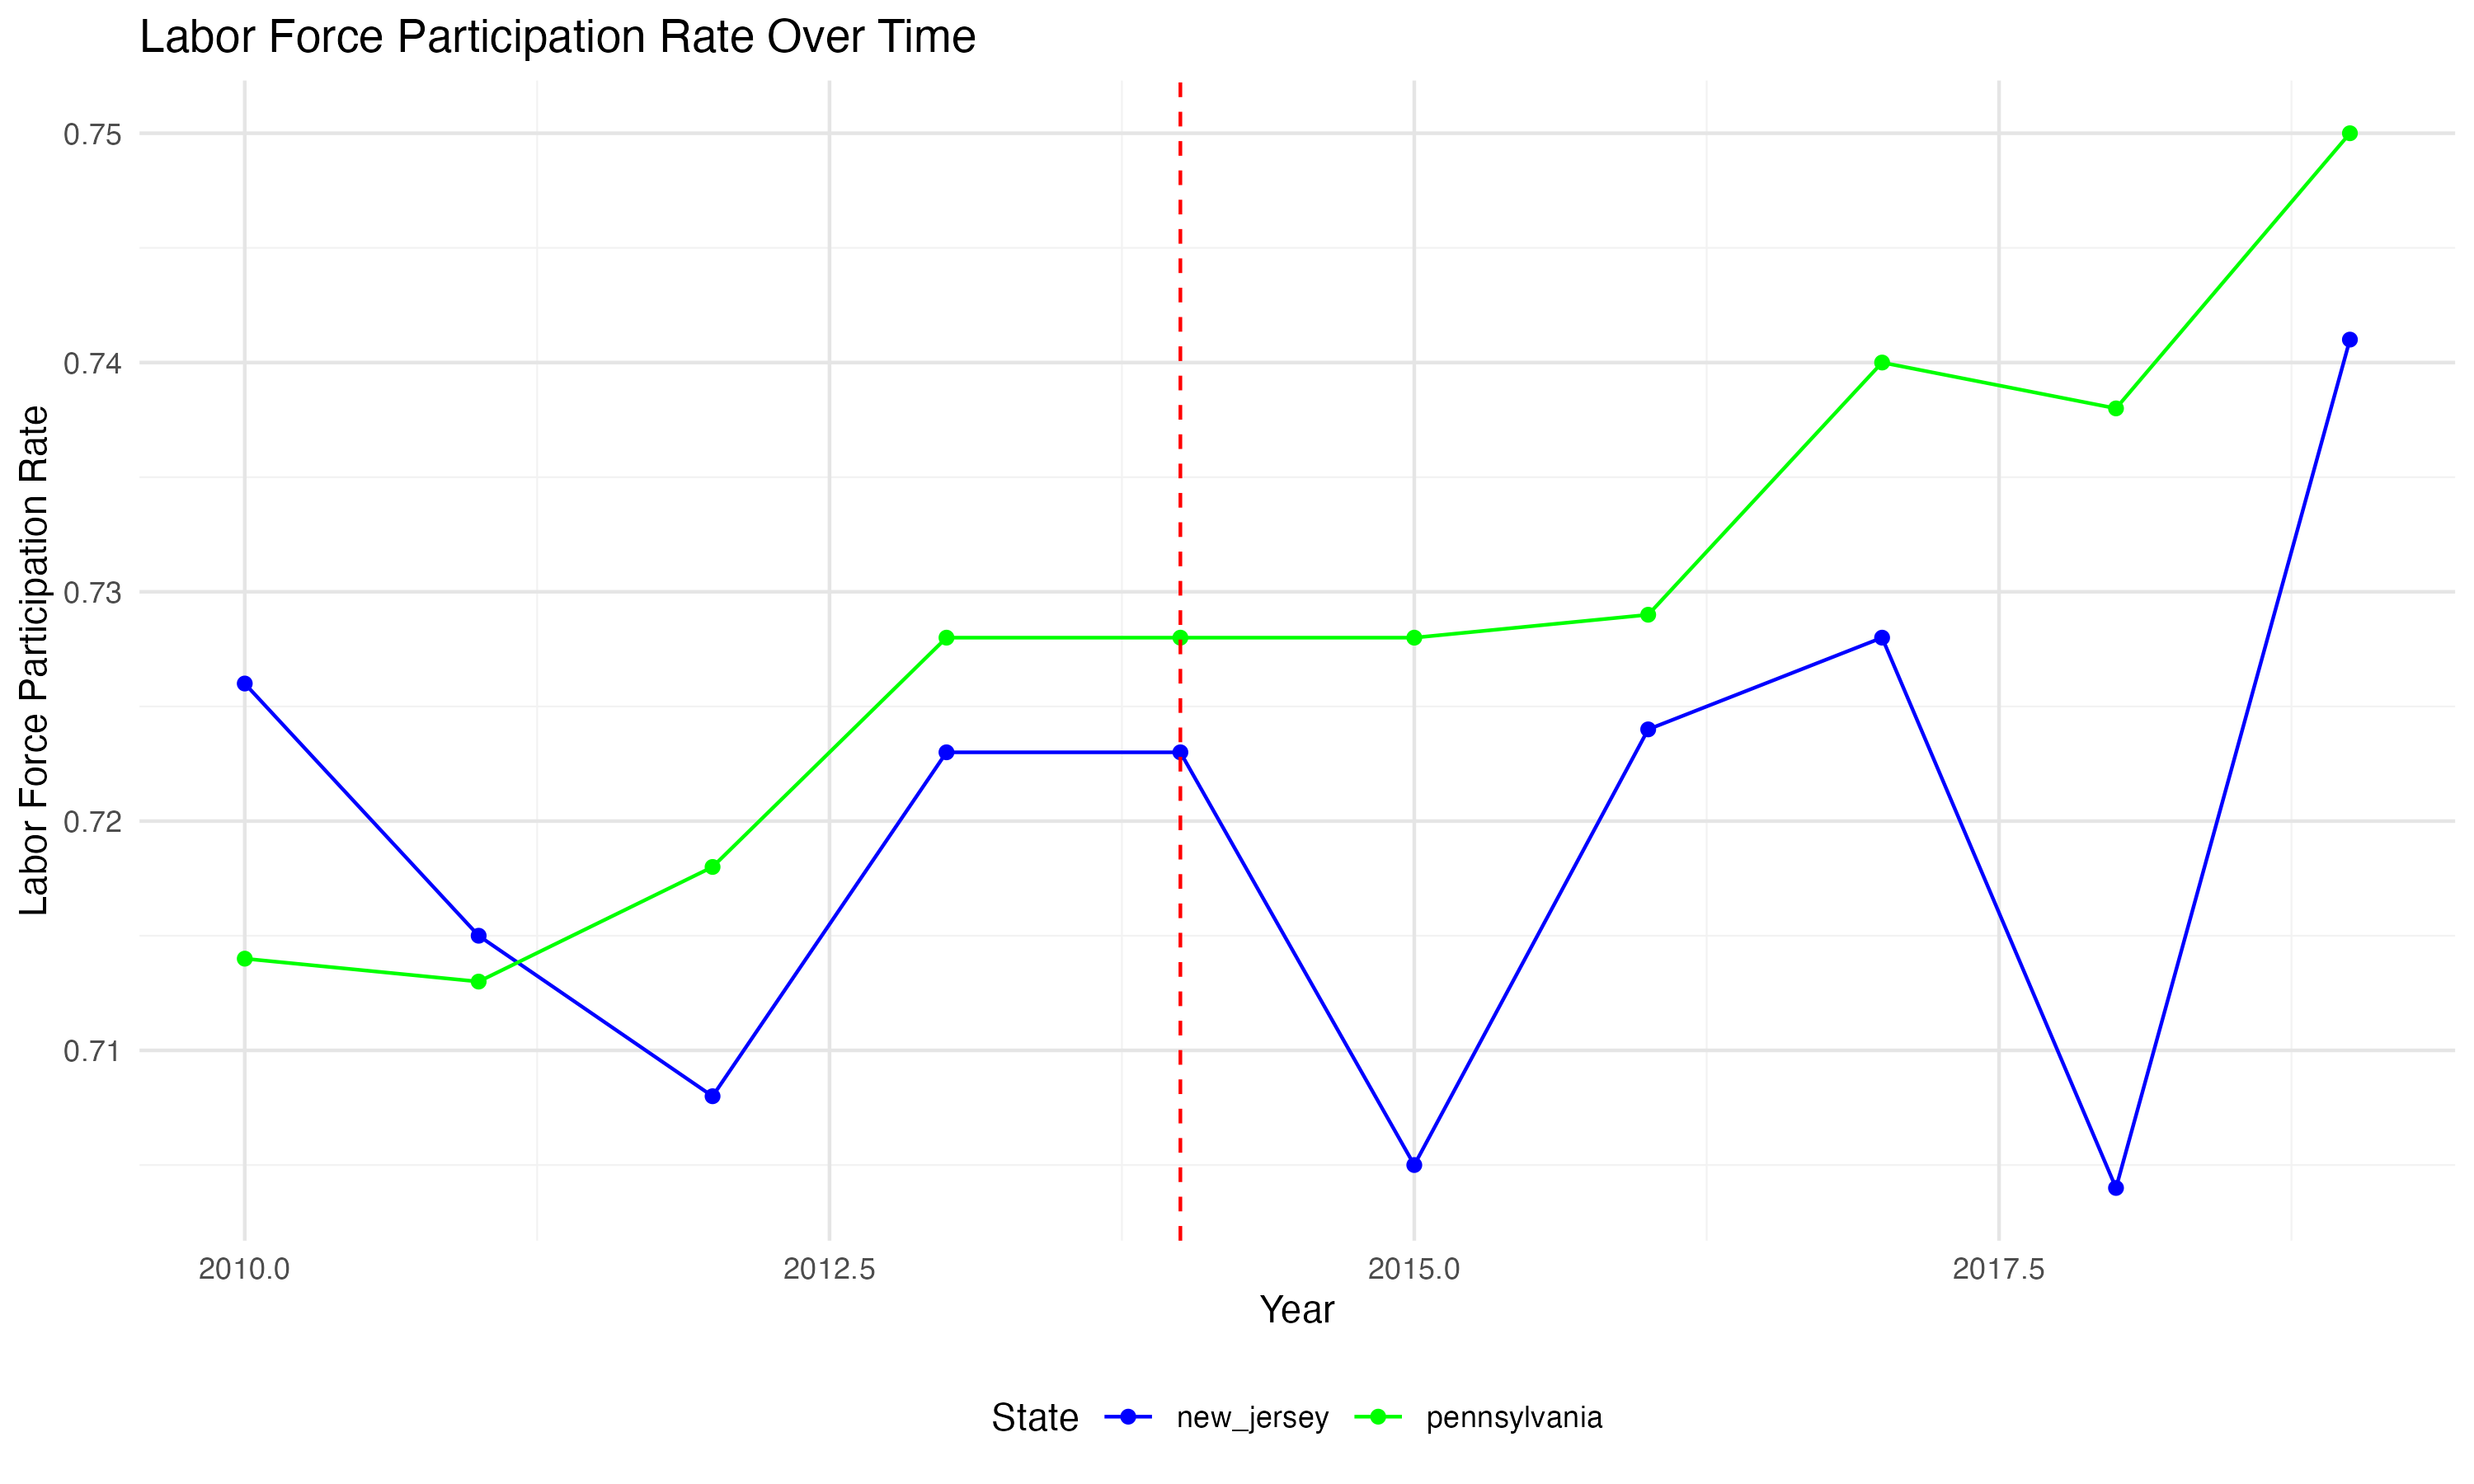 Labor Force Participation Rate Over Time
Labor Force Participation Rate
0.75
0.74
0.73
0.72
0.71
2010.0 2012.5 2015.0 2017.5
Year
State new_jersey pennsylvania